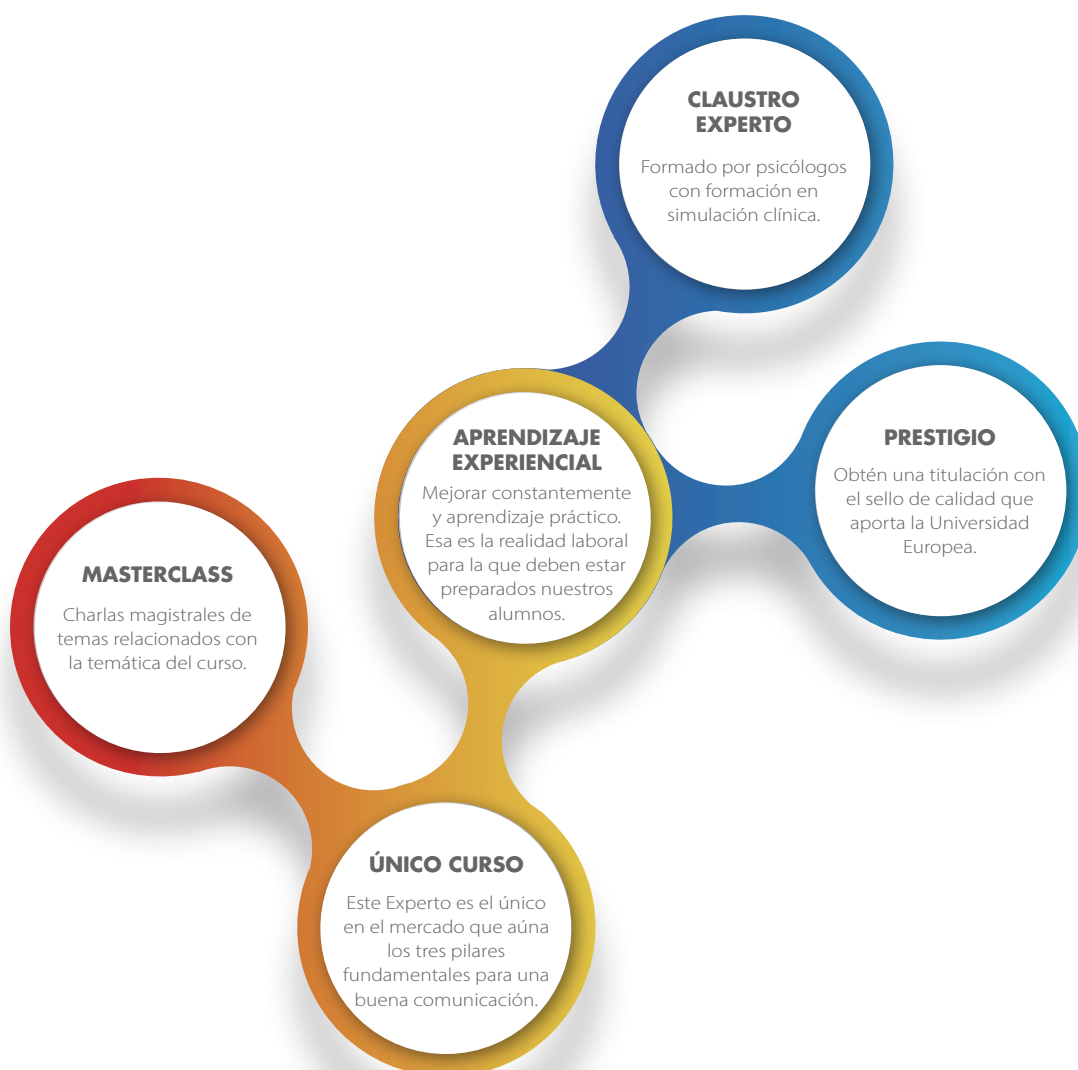 CLAUSTRO
EXPERTO
Formado por psicólogos
con formación en
simulación clínica.
APRENDIZAJE
EXPERIENCIAL
Mejorar constantemente
y aprendizaje práctico.
Esa es la realidad laboral
para la que deben estar
preparados nuestros
alumnos.
PRESTIGIO
Obtén una titulación con
el sello de calidad que
aporta la Universidad
Europea.
MASTERCLASS
Charlas magistrales de
temas relacionados con
la temática del curso.
ÚNICO CURSO
Este Experto es el único
en el mercado que aúna
los tres pilares
fundamentales para una
buena comunicación.